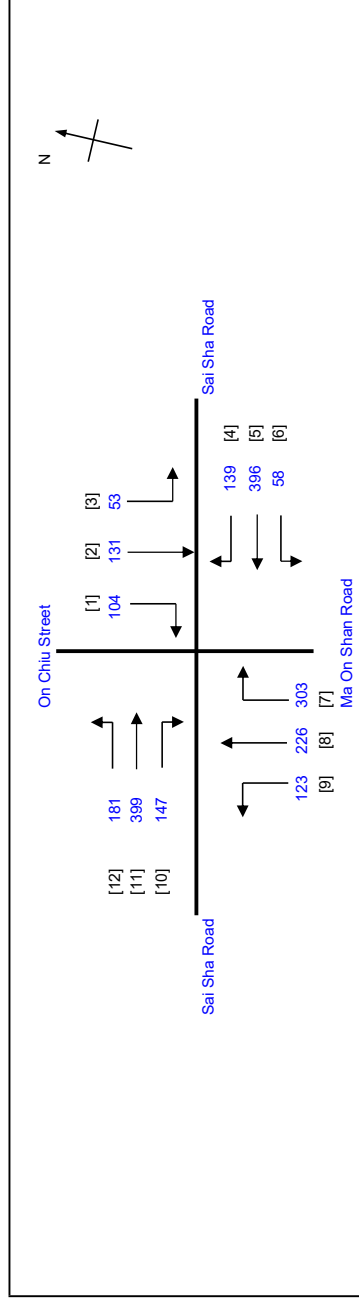 N
On Chiu Street
[1] [2] [3]
104 131 53
[12] 181
[11] 399
[10] 147
Sai Sha Road
Sai Sha Road
139 [4]
396 [5]
58 [6]
123 226 303
[9] [8] [7]
Ma On Shan Road